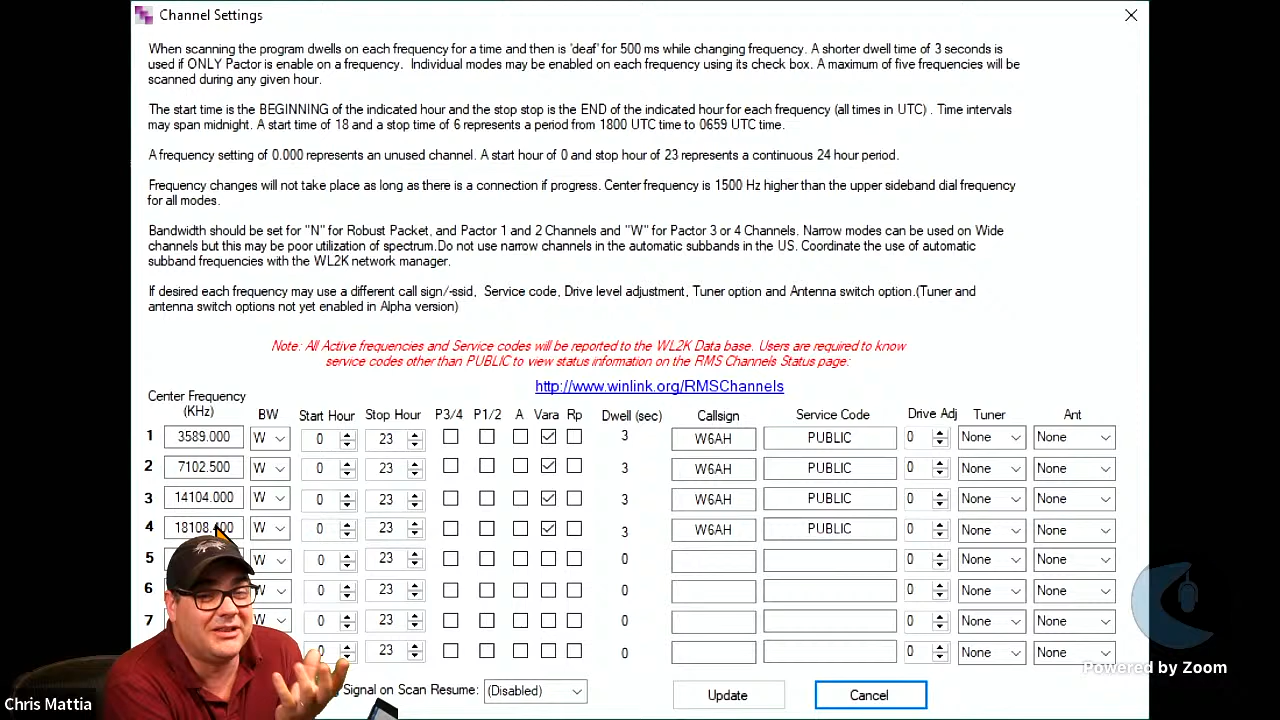 Channel Settings
When scanning the program dwells on each frequency for a time and then is 'deaf' for 500 ms while changing frequency. A shorter dwell time of 3 seconds is
used if ONLY Pactor is enable on a frequency. Individual modes may be enabled on each frequency using its check box. A maximum of five frequencies will be
scanned during any given hour.
The start time is the BEGINNING of the indicated hour and the stop stop is the END of the indicated hour for each frequency (all times in UTC) . Time intervals
may span midnight. A start time of 18 and a stop time of 6 represents a period from 1800 UTC time to 0659 UTC time.
A frequency setting of 0.000 represents an unused channel. A start hour of 0 and stop hour of 23 represents a continuous 24 hour period.
Frequency changes will not take place as long as there is a connection if progress. Center frequency is 1500 Hz higher than the upper sideband dial frequency
for all modes.
Bandwidth should be set for "N" for Robust Packet, and Pactor 1 and 2 Channels and "W" for Pactor 3 or 4 Channels. Narrow modes can be used on Wide
channels but this may be poor utilization of spectrum.Do not use narrow channels in the automatic subbands in the US. Coordinate the use of automatic
subband frequencies with the WL2K network manager.
If desired each frequency may use a different call sign/-ssid, Service code, Drive level adjustment, Tuner option and Antenna switch option.(Tuner and
antenna switch options not yet enabled in Alpha version)
Note: All Active frequencies and Service codes will be reported to the WL2K Data base. Users are required to know
service codes other than PUBLIC to view status information on the RMS Channels Status page:
http://www.winlink.org/RMSChannels
Center Frequency
(KHz) BW Start Hour Stop Hour P3/4 P1/2 A Vara Rp Dwell (sec) Callsign Service Code Drive Adj Tuner Ant
1 3589.000 W 0 23 3 W6AH PUBLIC 0 None None
2 7102.500 W 0 23 3 W6AH PUBLIC 0 None None
3 14104.000 W 0 23 3 W6AH PUBLIC 0 None None
4 18108. 00 W 0 23 3 W6AH PUBLIC 0 None None
5 W 0 23 0 0 None None
6 W 0 23 0 0 None None
7 W 0 23 0 0 None None
0 23 0 0 None None
Signal on Scan Resume: (Disabled) Update Cancel
Powered by Zoom
Chris Mattia